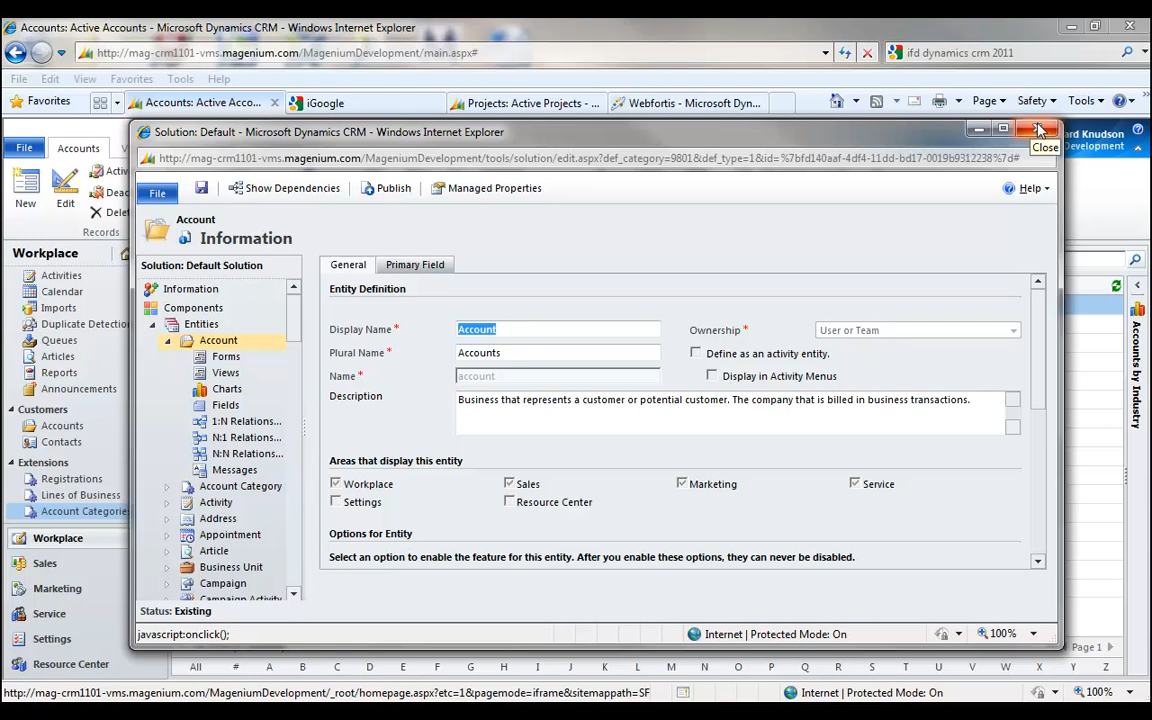 Accounts: Active Accounts - Microsoft Dynamics CRM - Windows Internet Explorer
http://mag-crm1101-vms.magenium.com/MageniumDevelopment/main.aspx#
ifd dynamics crm 2011
File Edit View Favorites Tools Help
Favorites
Accounts: Active Acco...
iGoogle
Projects: Active Projects - ...
Webfortis - Microsoft Dyn...
Page Safety Tools
Solution: Default - Microsoft Dynamics CRM - Windows Internet Explorer
http://mag-crm1101-vms.magenium.com/MageniumDevelopment/tools/solution/edit.aspx?def_category=9801&def_type=1&id= %7bfd140aaf-4df4-11dd-bd17-0019b9312238%7d#
Close
ard Knudson
Development
File Accounts
New
Edit
Activ
Deac
Delet
Records
File
Show Dependencies
Publish
Managed Properties
Help
Account
Information
Solution: Default Solution
Information
Components
Entities
Account
Forms
Views
Charts
Fields
1:N Relations...
N:1 Relations...
N:N Relations...
Messages
Account Category
Activity
Address
Appointment
Article
Business Unit
Campaign
Campaign Activity
General
Primary Field
Entity Definition
Display Name *
Account
Ownership *
User or Team
Plural Name *
Accounts
Define as an activity entity.
Name *
account
Display in Activity Menus
Description
Business that represents a customer or potential customer. The company that is billed in business transactions.
Areas that display this entity
Workplace
Sales
Marketing
Service
Settings
Resource Center
Options for Entity
Select an option to enable the feature for this entity. After you enable these options, they can never be disabled.
Status: Existing
javascript:onclick();
Internet | Protected Mode: On
100%
Workplace
Activities
Calendar
Imports
Duplicate Detectio
Queues
Articles
Reports
Announcements
Customers
Accounts
Contacts
Extensions
Registrations
Lines of Business
Account Categories
Workplace
Sales
Marketing
Service
Settings
Resource Center
Accounts by Industry
Page 1
All # A B C D E F G H I J K L M N O P Q R S T U V W X Y Z
http://mag-crm1101-vms.magenium.com/MageniumDevelopment/_root/homepage.aspx?etc=1&pagemode=iframe&sitemappath=SF
Internet | Protected Mode: On
100%